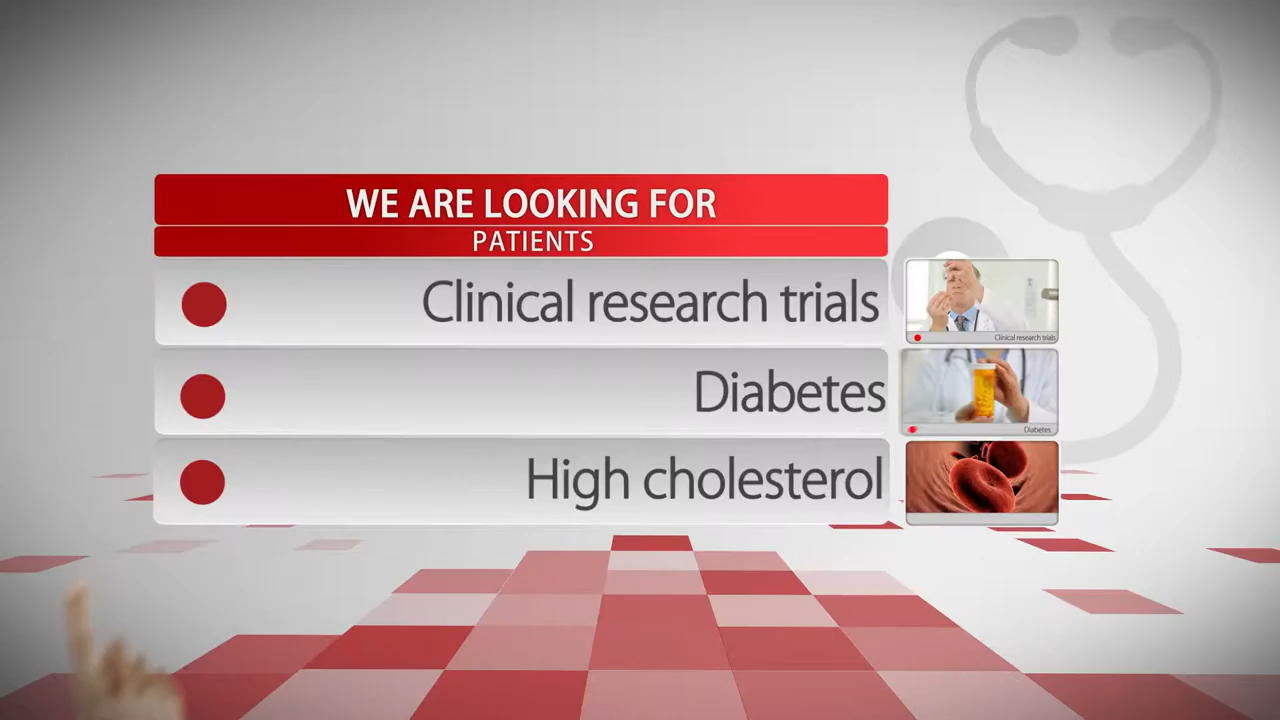 WE ARE LOOKING FOR
PATIENTS
Clinical research trials
Clinical research trials
Diabetes
Diabetes
High cholesterol